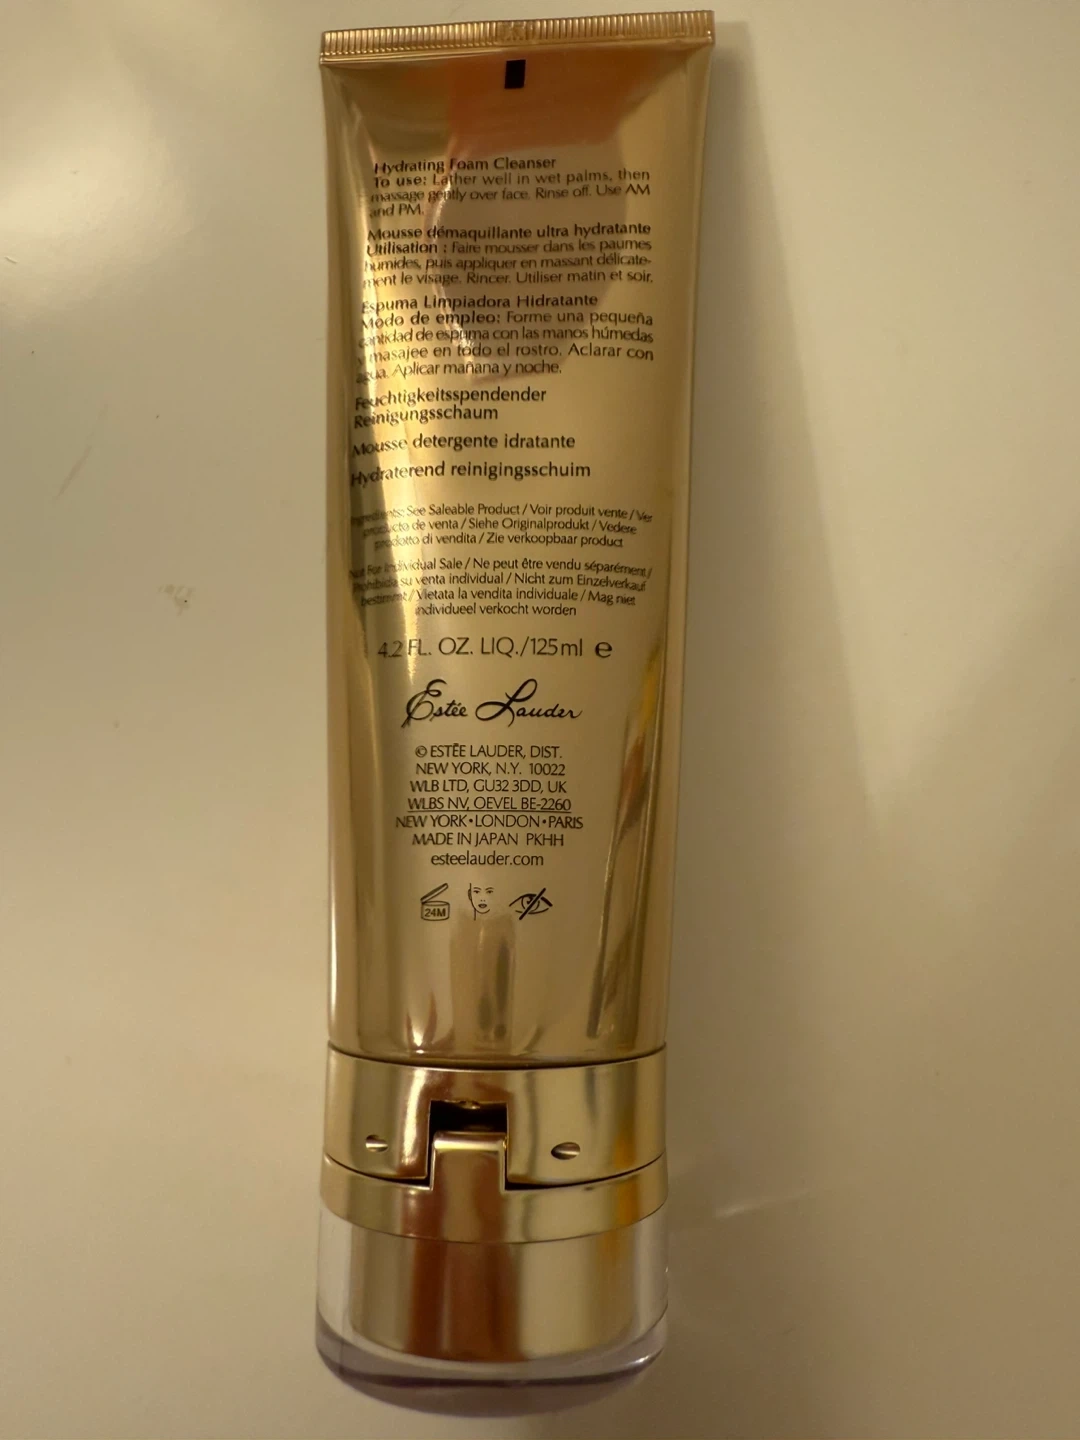 Hydrating Foam Cleanser
To use: Lather well in wet palms, then
massage gently over face. Rinse off. Use AM
and PM.
Mousse démaquillante ultra hydratante
Utilisation : Faire mousser dans les paumes
humides, puis appliquer en massant délicate-
ment le visage. Rincer. Utiliser matin et soir.
Espuma Limpiadora Hidratante
Modo de empleo: Forme una pequeña
cantidad de espuma con las manos húmedas
y masajee en todo el rostro. Aclarar con
agua. Aplicar mañana y noche.
Feuchtigkeitsspendender
Reinigungsschaum
Mousse detergente idratante
Hydraterend reinigingsschuim
Ingredients: See Saleable Product / Voir produit vente / Ver
producto de venta / Siehe Originalprodukt / Vedere
prodotto di vendita / Zie verkoopbaar product
Not For Individual Sale / Ne peut être vendu séparément /
Prohibida su venta individual / Nicht zum Einzelverkauf
bestimmt / Vietata la vendita individuale / Mag niet
individueel verkocht worden
4.2 FL. OZ. LIQ./125 ml e
Estée Lauder
© ESTĒE LAUDER, DIST.
NEW YORK, N.Y. 10022
WLB LTD, GU32 3DD, UK
WLBS NV, OEVEL BE-2260
NEW YORK•LONDON•PARIS
MADE IN JAPAN PKHH
esteelauder.com
24M